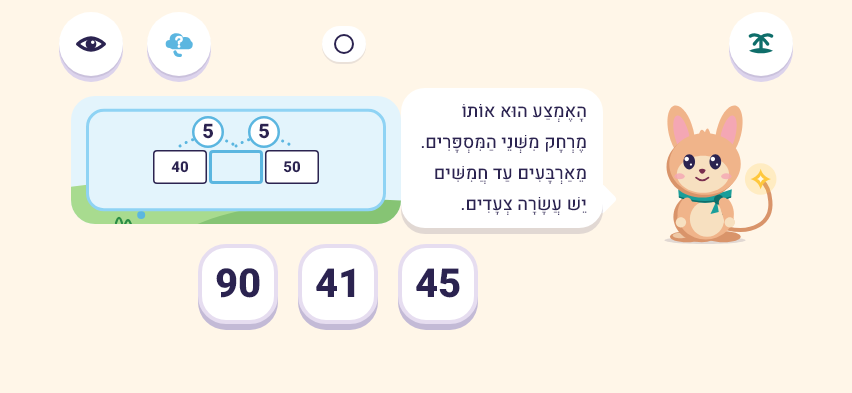 ?
5 5
40 50
הָאֶמְצַע הוּא אוֹתוֹ
מֶרְחָק מִשְּׁנֵי הַמִּסְפָּרִים.
מֵאַרְבָּעִים עַד חֲמִשִּׁים
יֵשׁ עֲשָׂרָה צְעָדִים.
90 41 45